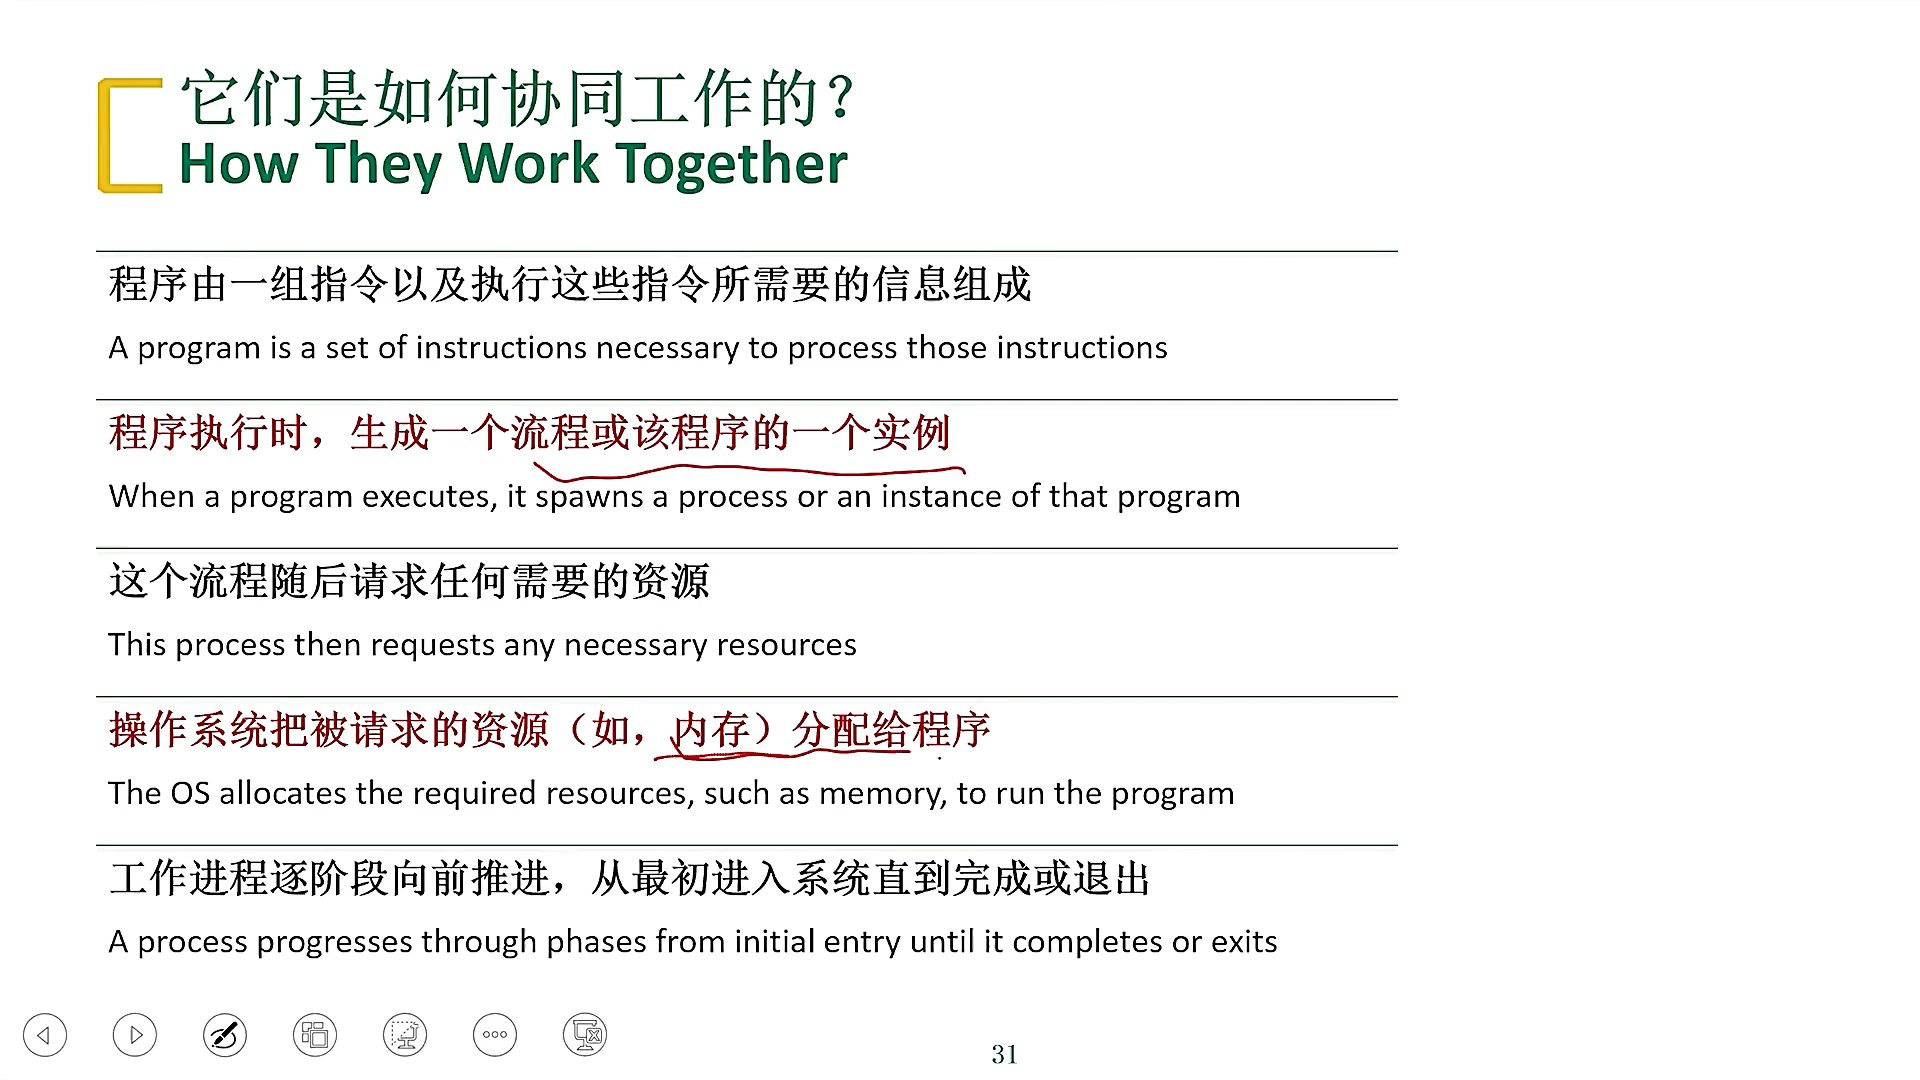 它们是如何协同工作的？
How They Work Together
程序由一组指令以及执行这些指令所需要的信息组成
A program is a set of instructions necessary to process those instructions
程序执行时，生成一个流程或该程序的一个实例
When a program executes, it spawns a process or an instance of that program
这个流程随后请求任何需要的资源
This process then requests any necessary resources
操作系统把被请求的资源（如，内存）分配给程序
The OS allocates the required resources, such as memory, to run the program
工作进程逐阶段向前推进，从最初进入系统直到完成或退出
A process progresses through phases from initial entry until it completes or exits
31